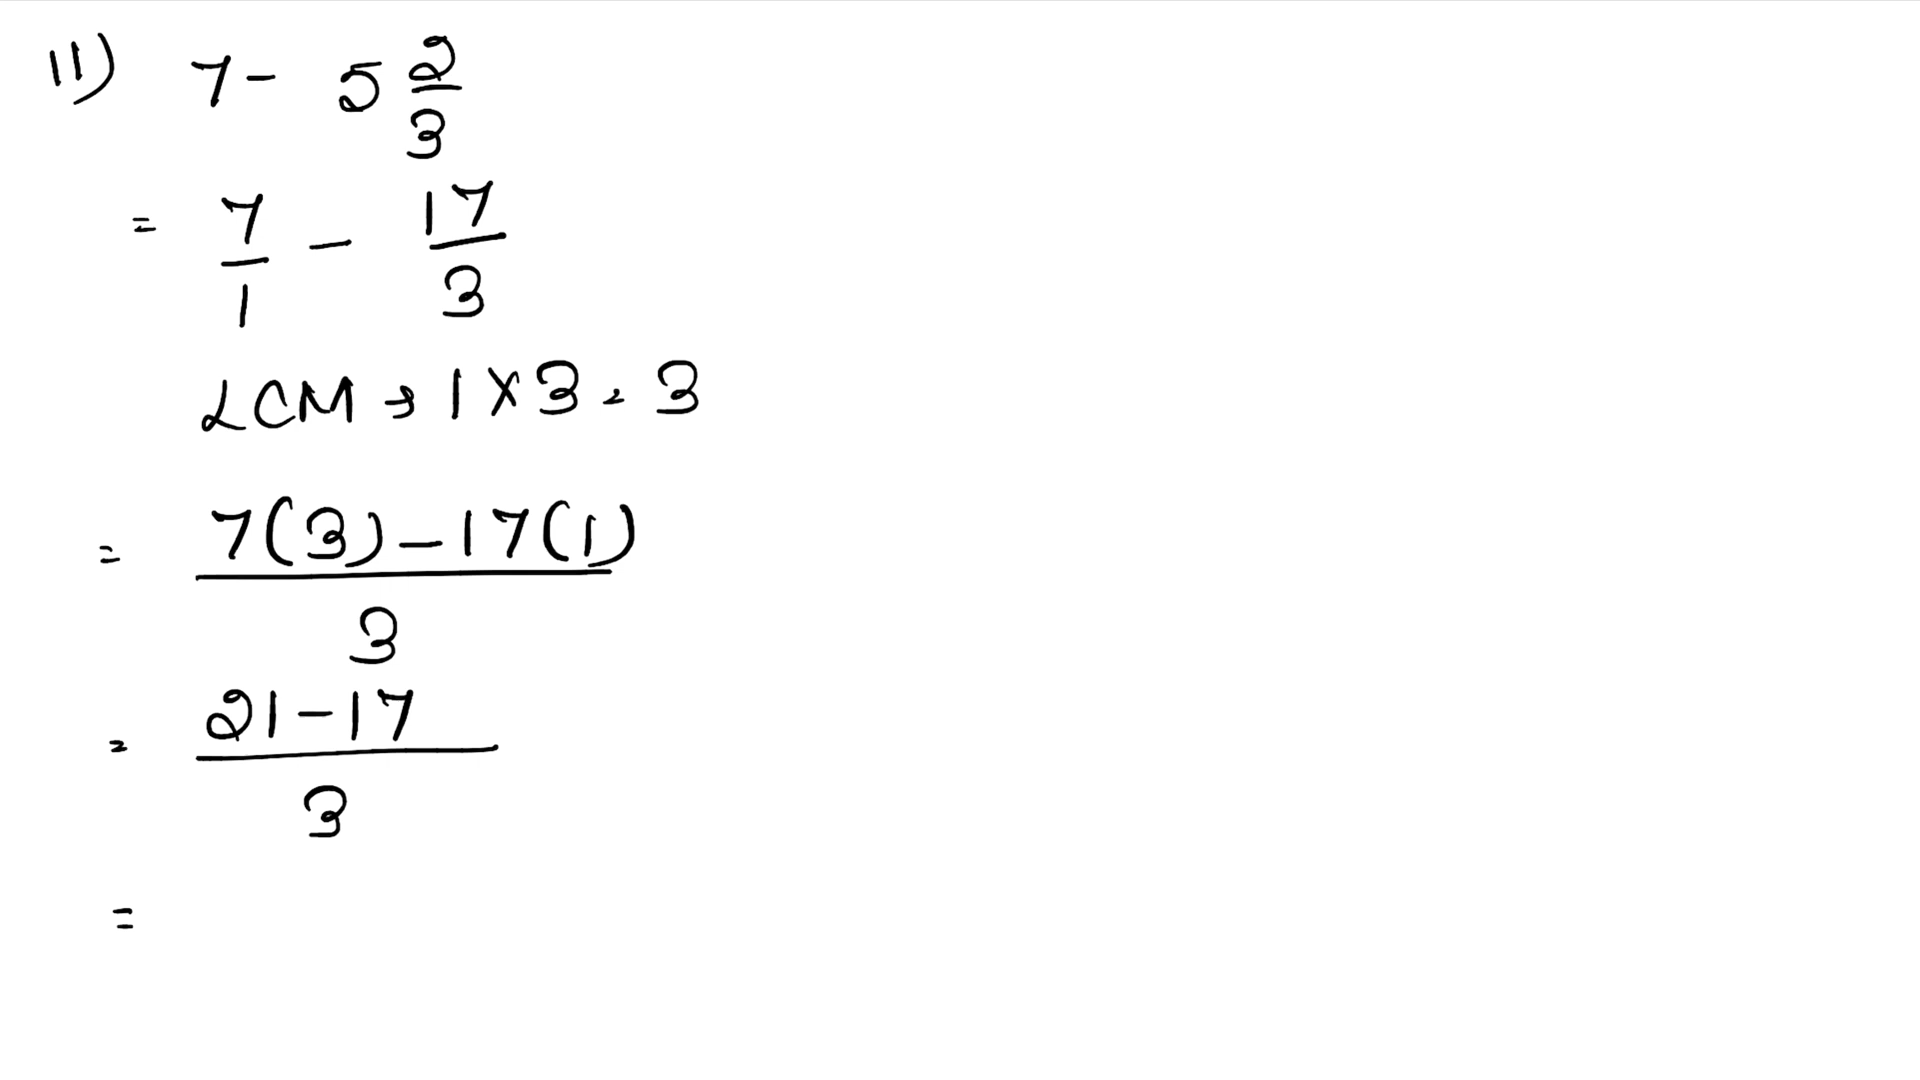 11) 7 - 5 2/3
= 7/1 - 17/3
LCM → 1 × 3 = 3
= 7(3) - 17(1)
3
= 21 - 17
3
=